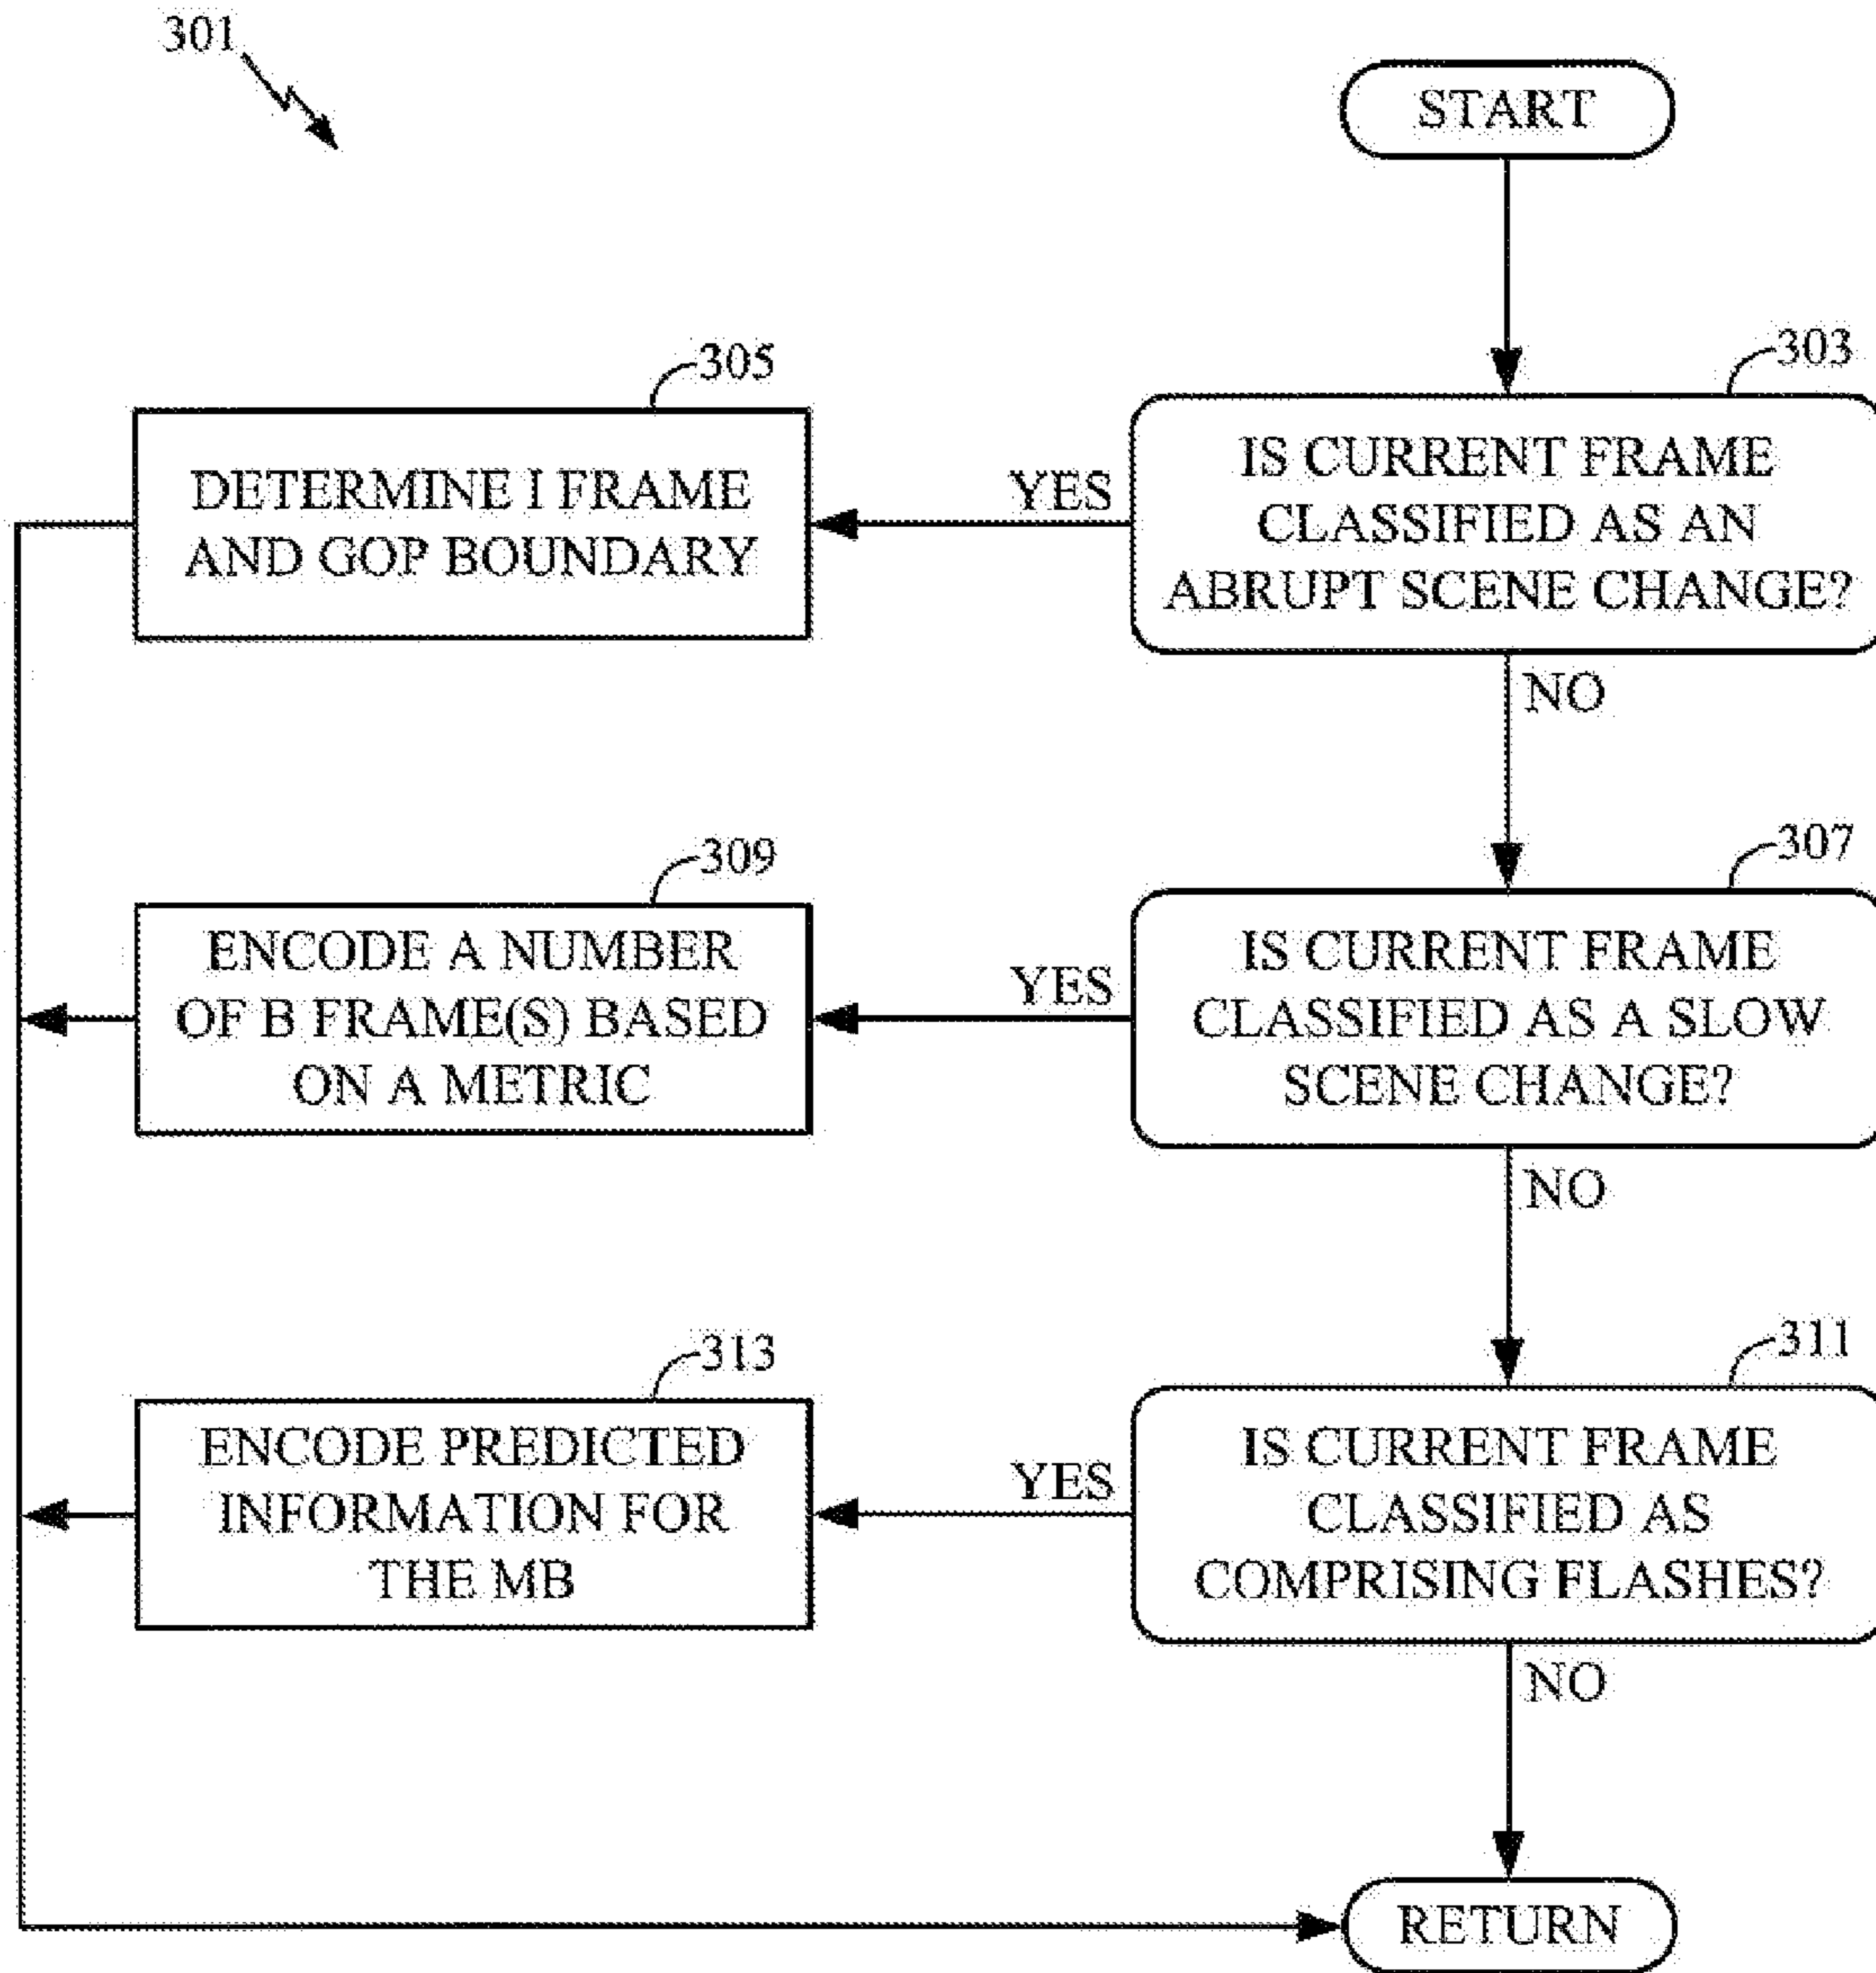 301
START
305
303
DETERMINE I FRAME
AND GOP BOUNDARY
YES
IS CURRENT FRAME
CLASSIFIED AS AN
ABRUPT SCENE CHANGE?
NO
309
307
ENCODE A NUMBER
OF B FRAME(S) BASED
ON A METRIC
YES
IS CURRENT FRAME
CLASSIFIED AS A SLOW
SCENE CHANGE?
NO
313
311
ENCODE PREDICTED
INFORMATION FOR
THE MB
YES
IS CURRENT FRAME
CLASSIFIED AS
COMPRISING FLASHES?
NO
RETURN